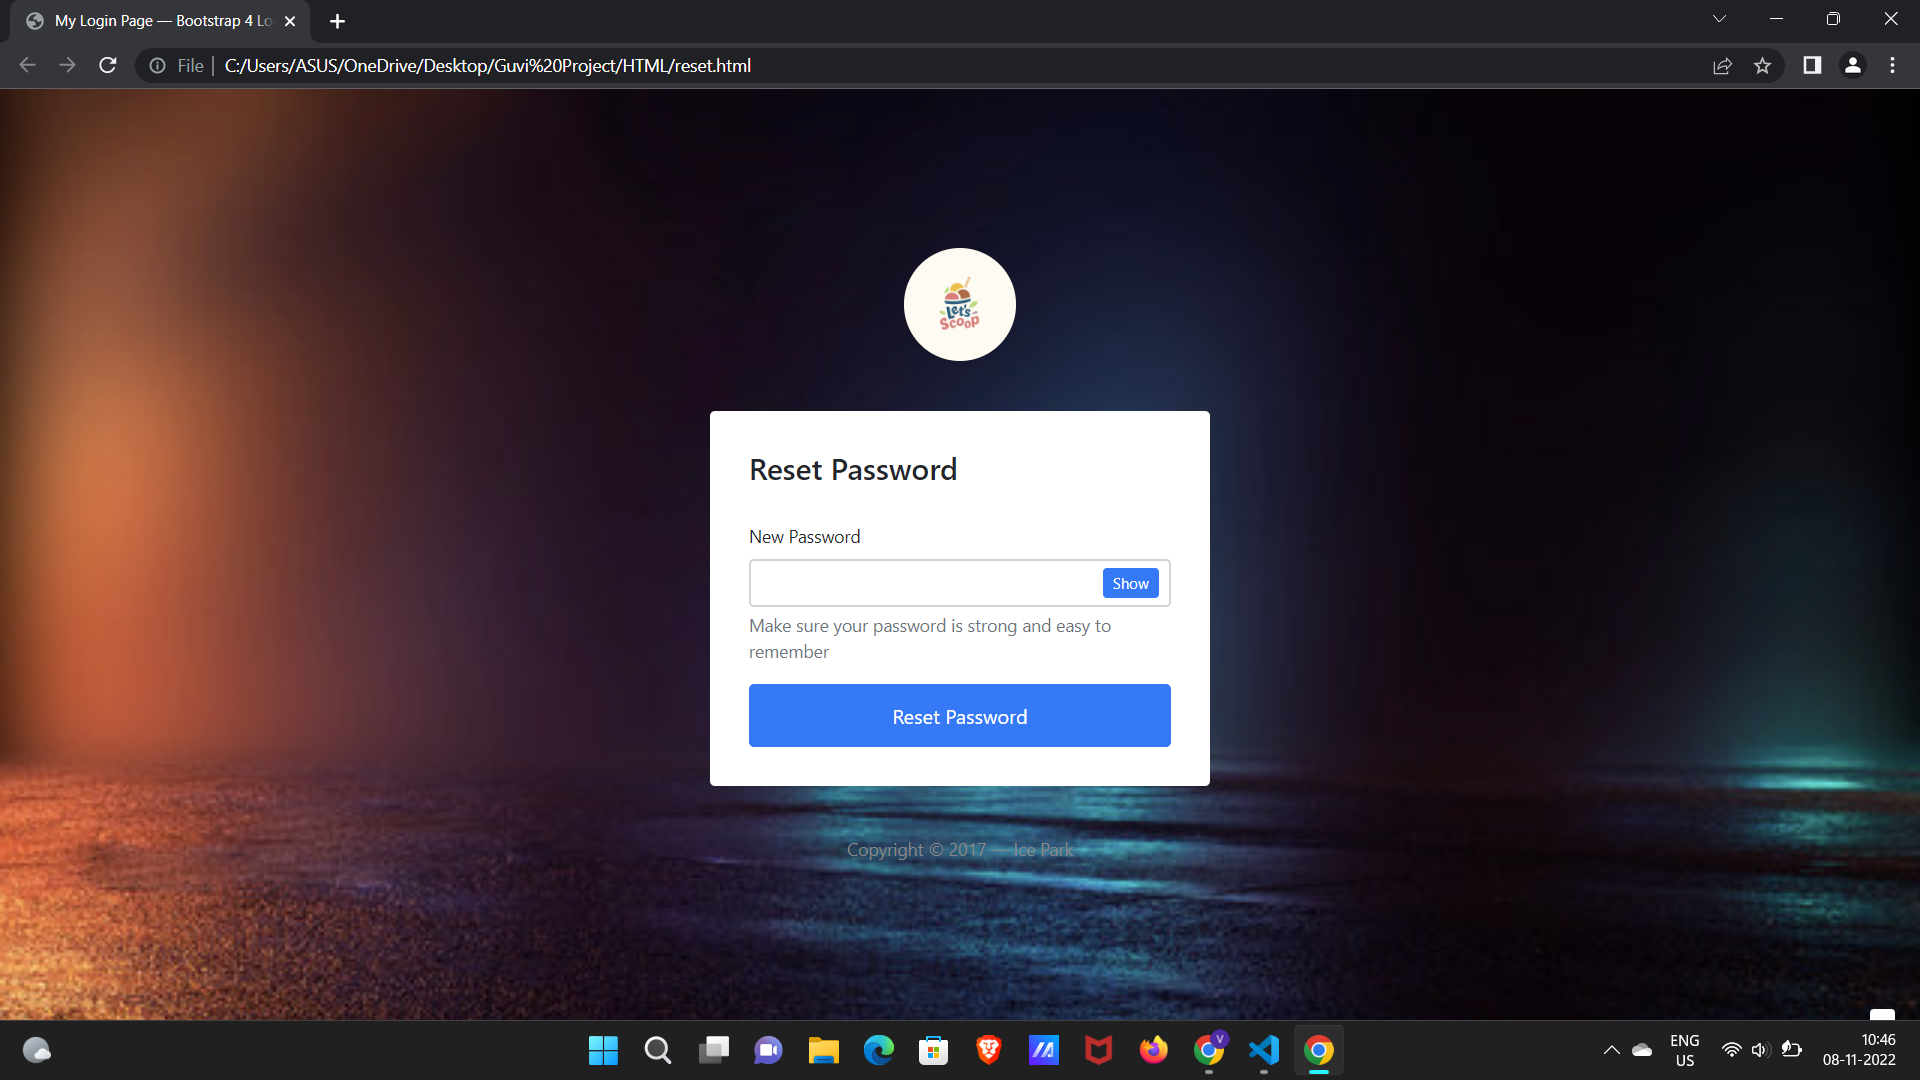 My Login Page — Bootstrap 4 Lo
File
C:/Users/ASUS/OneDrive/Desktop/Guvi%20Project/HTML/reset.html
Let's
Scoop
Reset Password
New Password
Show
Make sure your password is strong and easy to
remember
Reset Password
Copyright © 2017 — Ice Park
V
ENG
US
10:46
08-11-2022